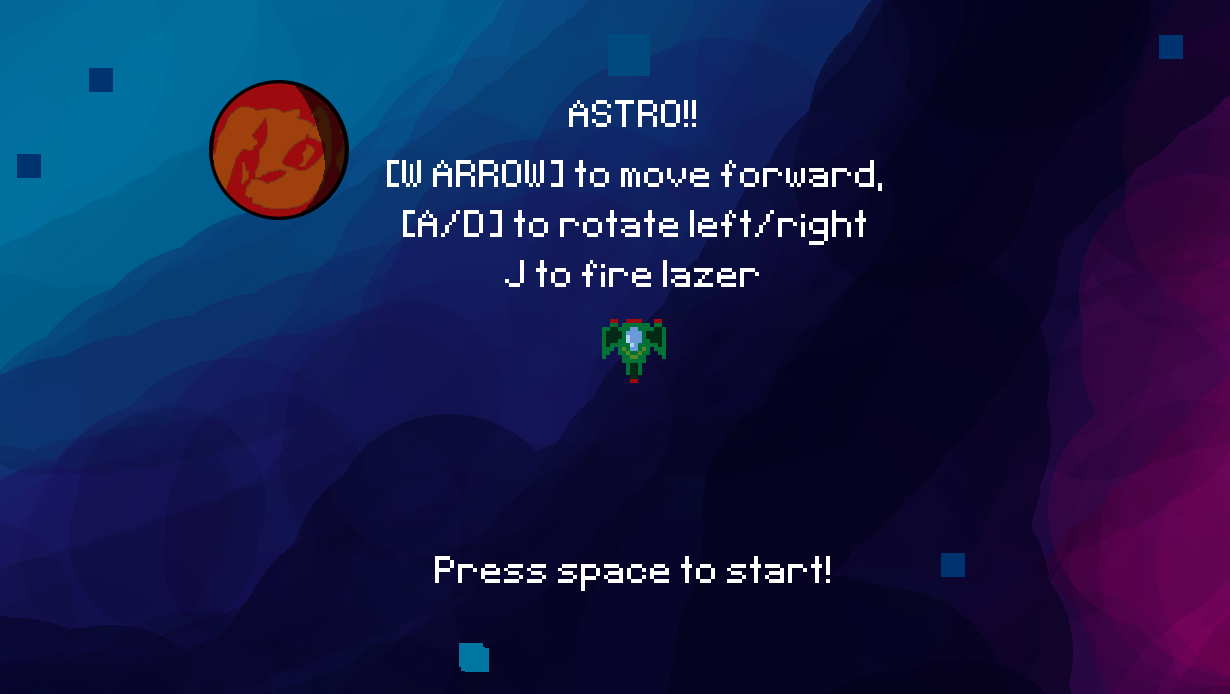 ASTRO!!
[W ARROW] to move forward,
[A/D] to rotate left/right
J to fire lazer
Press space to start!